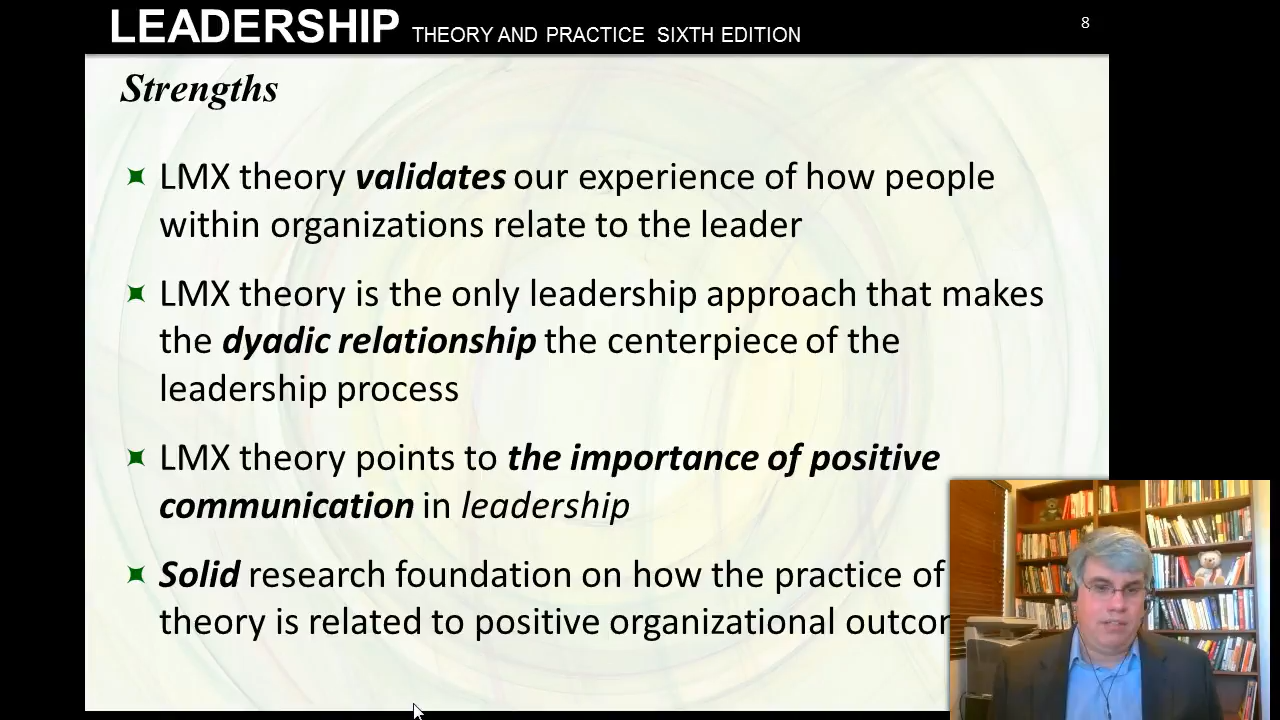 LEADERSHIP THEORY AND PRACTICE SIXTH EDITION
8
Strengths
LMX theory validates our experience of how people
within organizations relate to the leader
LMX theory is the only leadership approach that makes
the dyadic relationship the centerpiece of the
leadership process
LMX theory points to the importance of positive
communication in leadership
Solid research foundation on how the practice of
theory is related to positive organizational